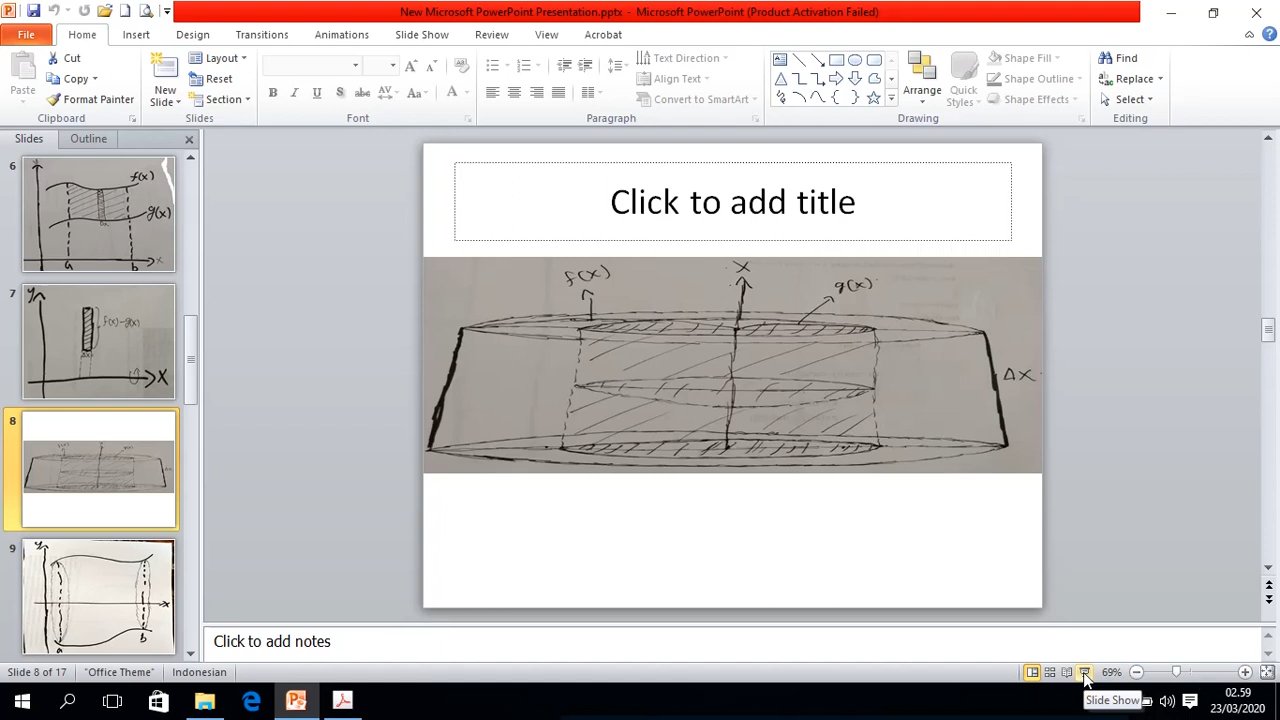 New Microsoft PowerPoint Presentation.pptx - Microsoft PowerPoint (Product Activation Failed)
File Home Insert Design Transitions Animations Slide Show Review View Acrobat
Paste
Cut
Copy
Format Painter
Clipboard
New Slide
Layout
Reset
Section
Slides
B I U S abc AV Aa A
Font
Text Direction
Align Text
Convert to SmartArt
Paragraph
Arrange
Quick Styles
Shape Fill
Shape Outline
Shape Effects
Drawing
Find
Replace
Select
Editing
Slides Outline
6
f(x)
g(x)
a b x
7
y
f(x)-g(x)
X
8
9
y
x
a b
Click to add title
f(x)
X
g(x)
ΔX
Click to add notes
Slide 8 of 17 "Office Theme" Indonesian
69%
Slide Show
02.59
23/03/2020